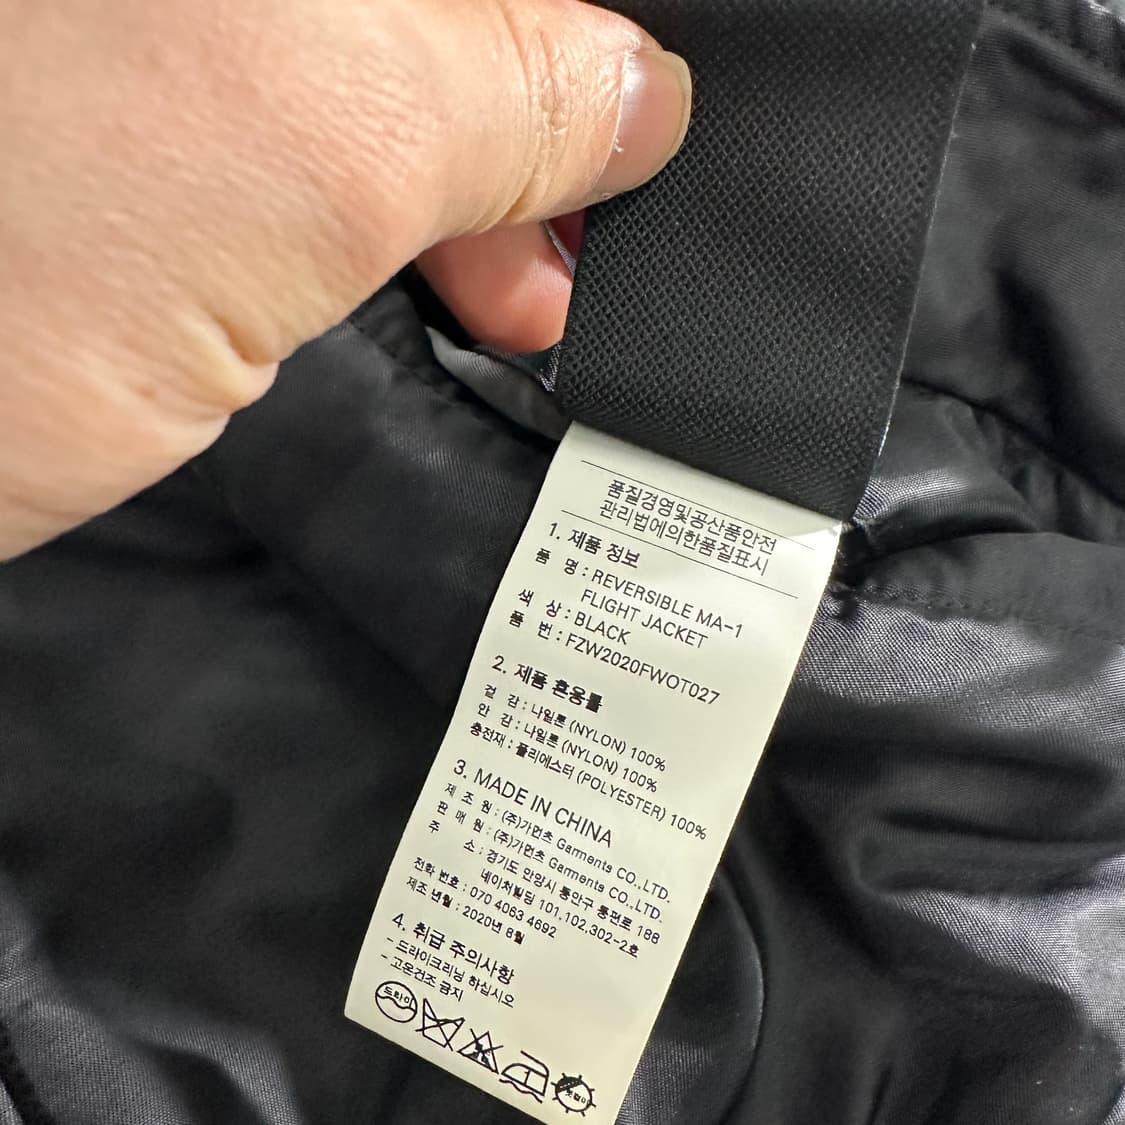 품질경영및공산품안전
관리법에의한품질표시
1. 제품 정보
품 명 : REVERSIBLE MA-1
FLIGHT JACKET
색 상 : BLACK
품 번 : FZW2020FWOT027
2. 제품 혼용률
겉 감 : 나일론 (NYLON) 100%
안 감 : 나일론 (NYLON) 100%
충전재 : 폴리에스터 (POLYESTER) 100%
3. MADE IN CHINA
제 조 원 : (주)가먼츠 Garments CO.,LTD.
판 매 원 : (주)가먼츠 Garments CO.,LTD.
주 소 : 경기도 안양시 동안구 동편로 188
네이처빌딩 101,102,302-2호
전화 번호 : 070 4063 4692
제조 년월 : 2020년 8월
4. 취급 주의사항
- 드라이크리닝 하십시오
- 고온건조 금지
드라이